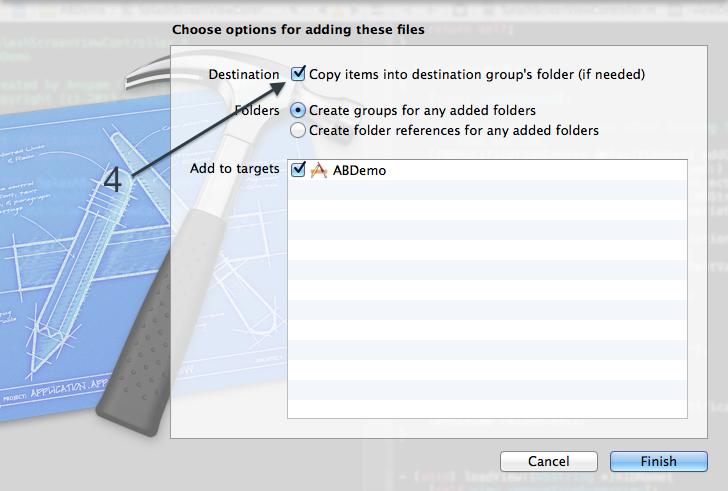 Choose options for adding these files
Destination
Copy items into destination group's folder (if needed)
Folders
Create groups for any added folders
Create folder references for any added folders
4
Add to targets
ABDemo
PROJECT: APPLICATION.APP
Cancel
Finish